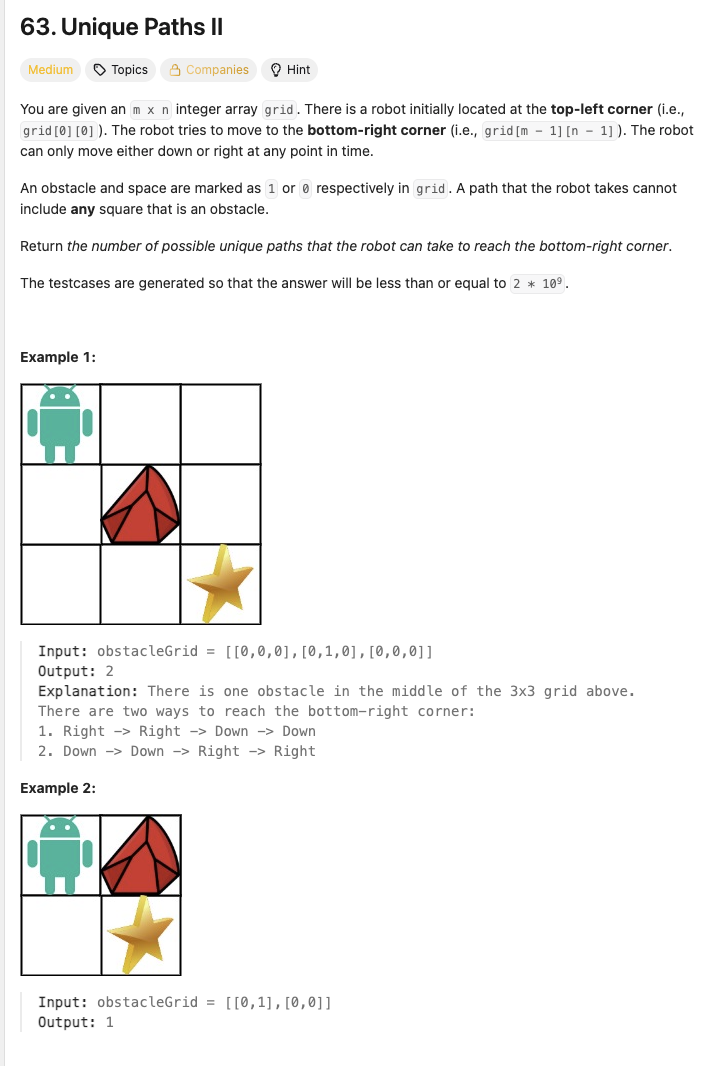 63. Unique Paths II
Medium Topics Companies Hint
You are given an m x n integer array grid. There is a robot initially located at the top-left corner (i.e.,
grid[0][0]). The robot tries to move to the bottom-right corner (i.e., grid[m - 1][n - 1]). The robot
can only move either down or right at any point in time.
An obstacle and space are marked as 1 or 0 respectively in grid. A path that the robot takes cannot
include any square that is an obstacle.
Return the number of possible unique paths that the robot can take to reach the bottom-right corner.
The testcases are generated so that the answer will be less than or equal to 2 * 10⁹.
Example 1:
Input: obstacleGrid = [[0,0,0],[0,1,0],[0,0,0]]
Output: 2
Explanation: There is one obstacle in the middle of the 3x3 grid above.
There are two ways to reach the bottom-right corner:
1. Right -> Right -> Down -> Down
2. Down -> Down -> Right -> Right
Example 2:
Input: obstacleGrid = [[0,1],[0,0]]
Output: 1